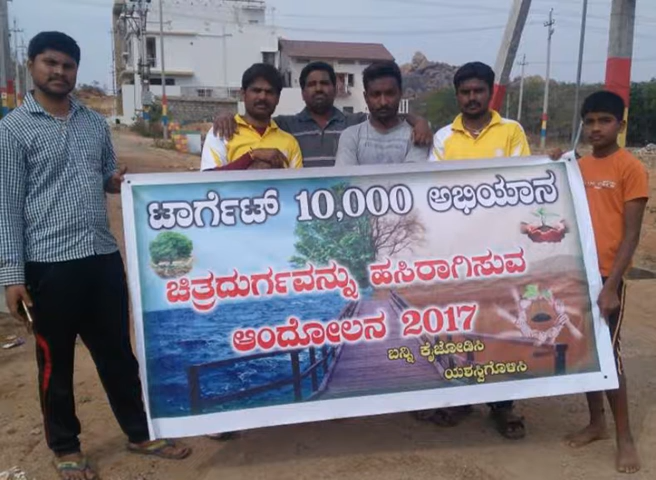 ಟಾರ್ಗೆಟ್ 10,000 ಅಭಿಯಾನ
ಚಿತ್ರದುರ್ಗವನ್ನು ಹಸಿರಾಗಿಸುವ
ಆಂದೋಲನ 2017
ಬನ್ನಿ ಕೈಜೋಡಿಸಿ
ಯಶಸ್ವಿಗೊಳಿಸಿ